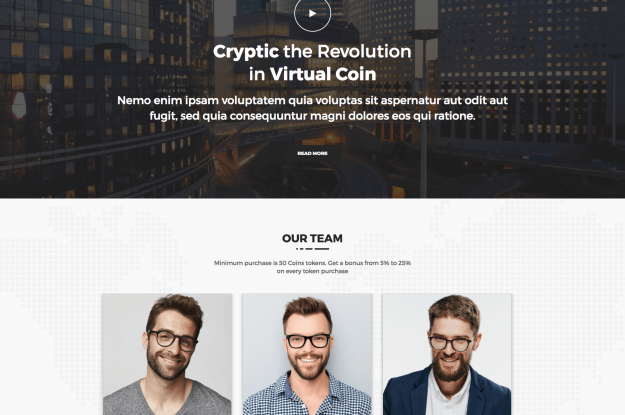 Cryptic the Revolution
in Virtual Coin
Nemo enim ipsam voluptatem quia voluptas sit aspernatur aut odit aut
fugit, sed quia consequuntur magni dolores eos qui ratione.
READ MORE
OUR TEAM
Minimum purchase is 50 Coins tokens. Get a bonus from 5% to 25%
on every token purchase